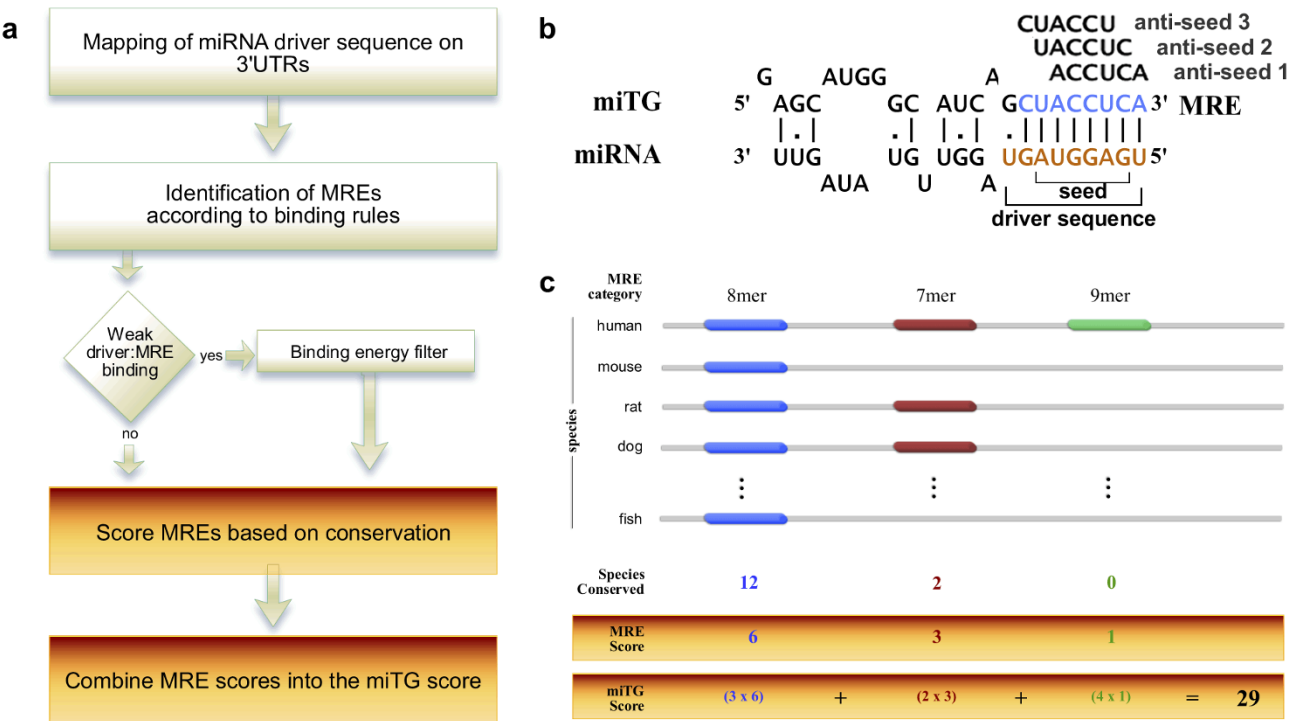 a
Mapping of miRNA driver sequence on
3'UTRs
Identification of MREs
according to binding rules
Weak
driver:MRE
binding
yes
Binding energy filter
no
Score MREs based on conservation
Combine MRE scores into the miTG score
b
CUACCU anti-seed 3
UACCUC anti-seed 2
ACCUCA anti-seed 1
G AUGG A
miTG 5' AGC GC AUC GCUACCUCA 3' MRE
miRNA 3' UUG UG UGG UGAUGGAGU 5'
AUA U A
seed
driver sequence
c
MRE
category
8mer 7mer 9mer
species
human
mouse
rat
dog
fish
Species
Conserved
12 2 0
MRE
Score
6 3 1
miTG
Score
(3 x 6) + (2 x 3) + (4 x 1) = 29